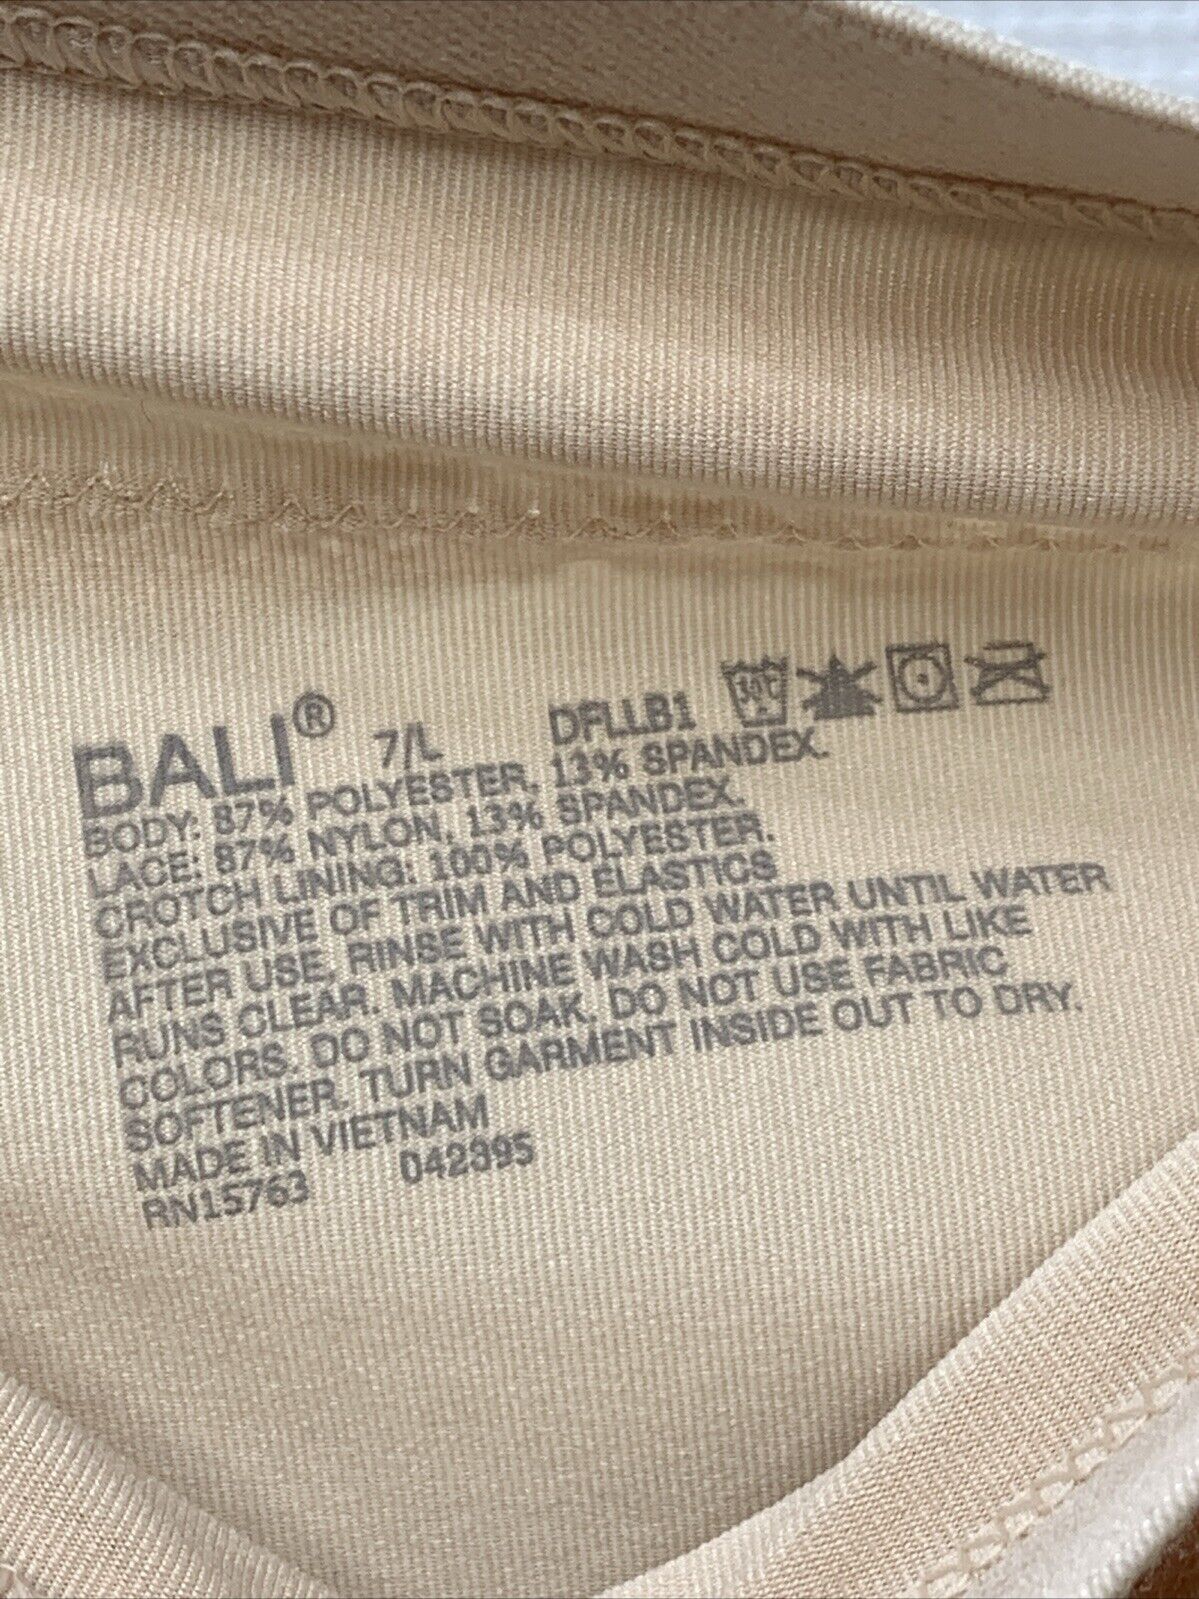 BALI® 7/L DFLLB1 30°C
BODY: 87% POLYESTER, 13% SPANDEX.
LACE: 87% NYLON, 13% SPANDEX.
CROTCH LINING: 100% POLYESTER.
EXCLUSIVE OF TRIM AND ELASTICS
AFTER USE, RINSE WITH COLD WATER UNTIL WATER
RUNS CLEAR. MACHINE WASH COLD WITH LIKE
COLORS. DO NOT SOAK. DO NOT USE FABRIC
SOFTENER. TURN GARMENT INSIDE OUT TO DRY.
MADE IN VIETNAM
RN15763 042395